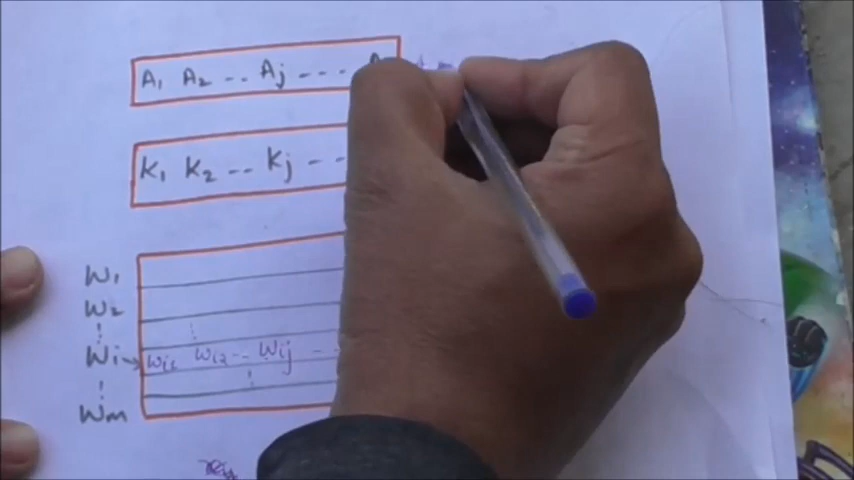 A1 A2 .. Aj ...
K1 K2 -- Kj --
W1
W2
Wi Wi1 Wi2 -- Wij --
Wm